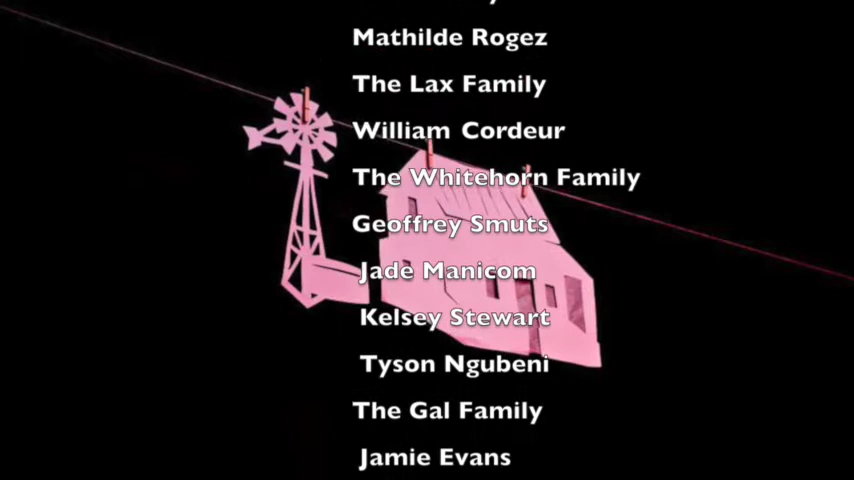 Mathilde Rogez
The Lax Family
William Cordeur
The Whitehorn Family
Geoffrey Smuts
Jade Manicom
Kelsey Stewart
Tyson Ngubeni
The Gal Family
Jamie Evans